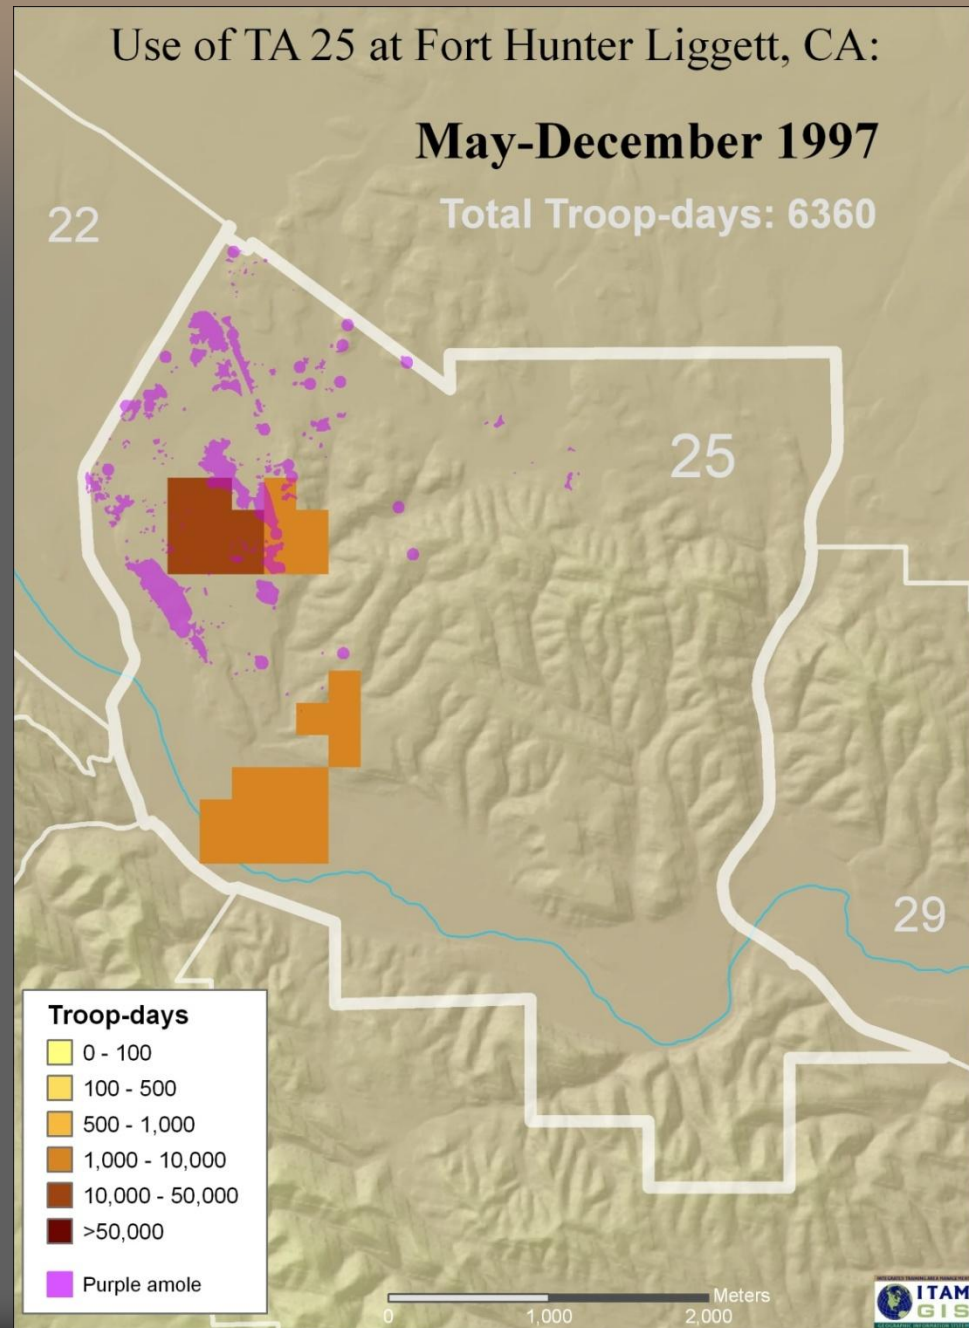 Use of TA 25 at Fort Hunter Liggett, CA:
May-December 1997
Total Troop-days: 6360
22
25
29
Troop-days
0 - 100
100 - 500
500 - 1,000
1,000 - 10,000
10,000 - 50,000
>50,000
Purple amole
Meters
0 1,000 2,000
ITAM
GIS